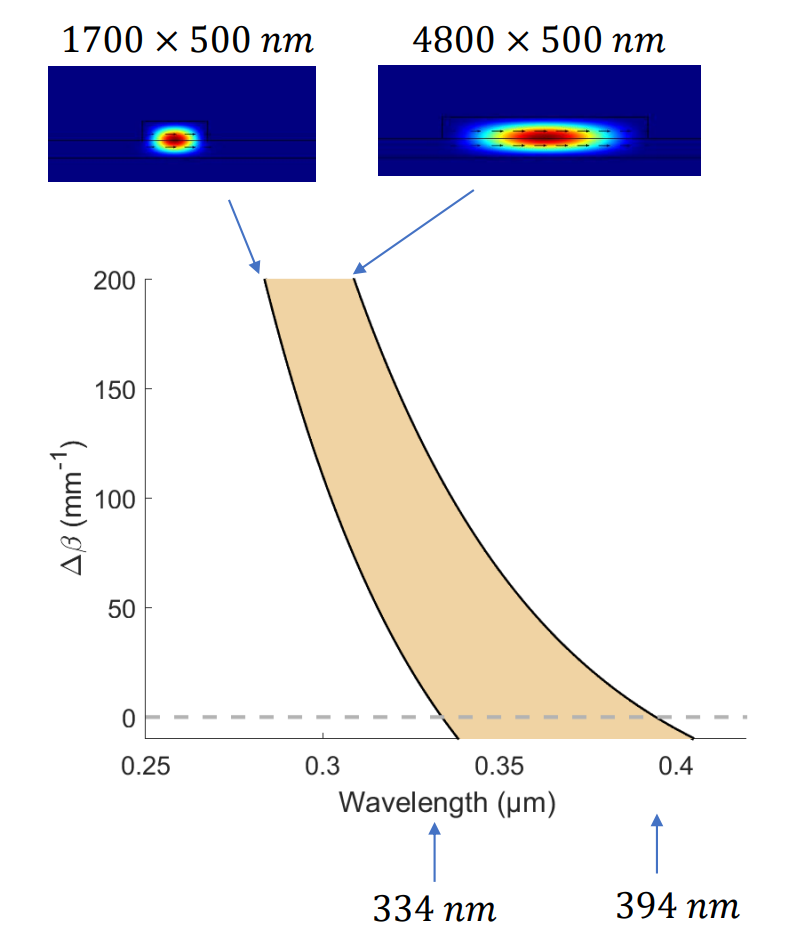 1700 × 500 nm
4800 × 500 nm
200
150
100
50
0
Δβ (mm⁻¹)
0.25 0.3 0.35 0.4
Wavelength (μm)
334 nm
394 nm